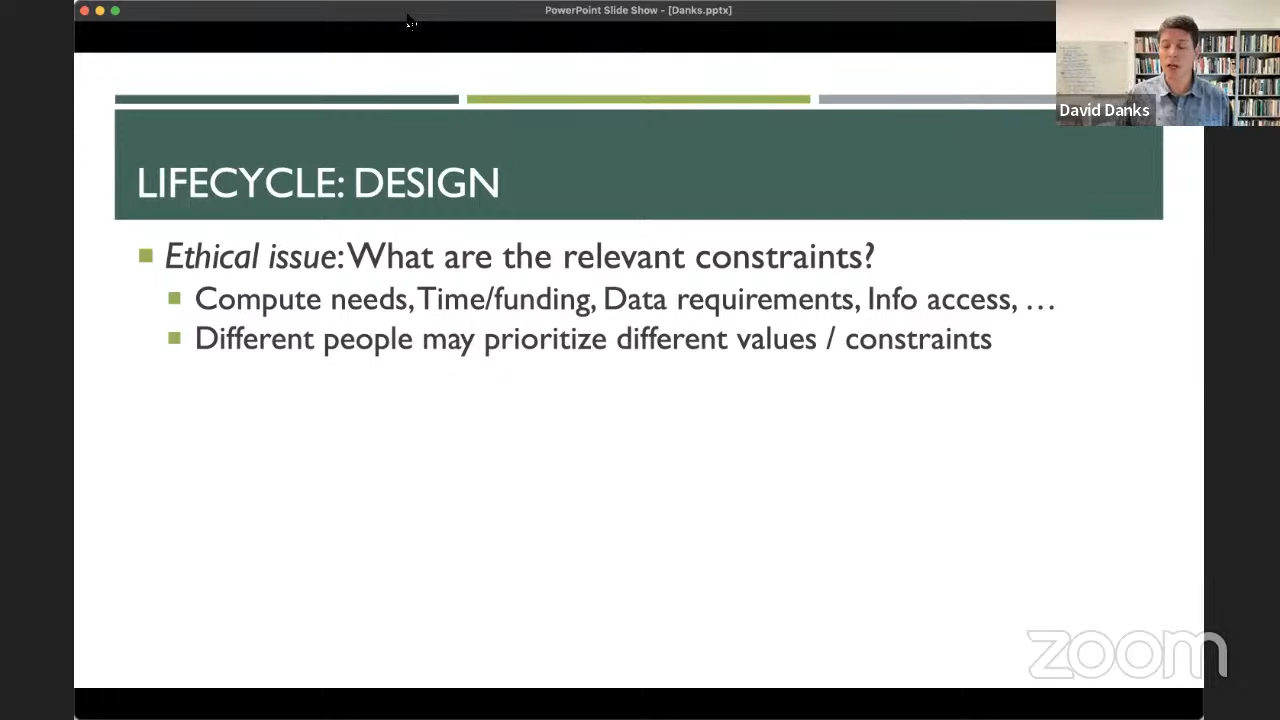 PowerPoint Slide Show - [Danks.pptx]
David Danks
LIFECYCLE: DESIGN
Ethical issue: What are the relevant constraints?
Compute needs, Time/funding, Data requirements, Info access, …
Different people may prioritize different values / constraints
zoom